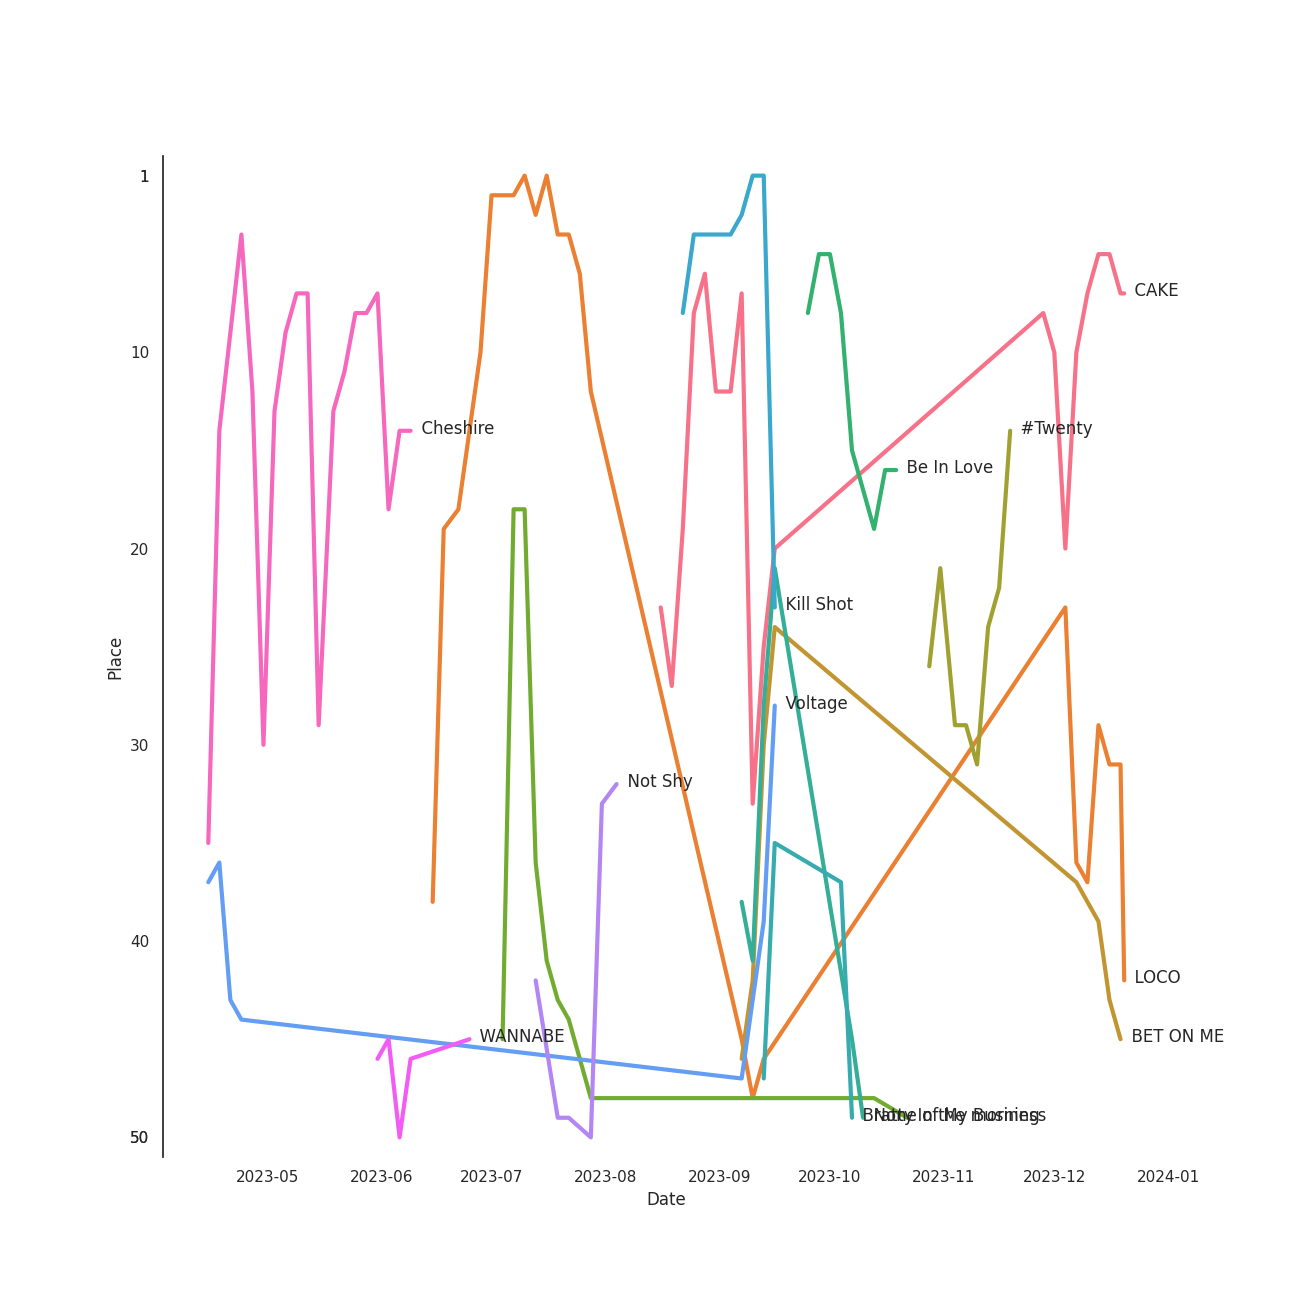 1
CAKE
10
Cheshire
#Twenty
Be In Love
20
Kill Shot
Place
30
Voltage
Not Shy
40
LOCO
WANNABE
BET ON ME
50
2023-05 2023-06 2023-07 2023-08 2023-09 2023-10 2023-11 2023-12 2024-01
Date